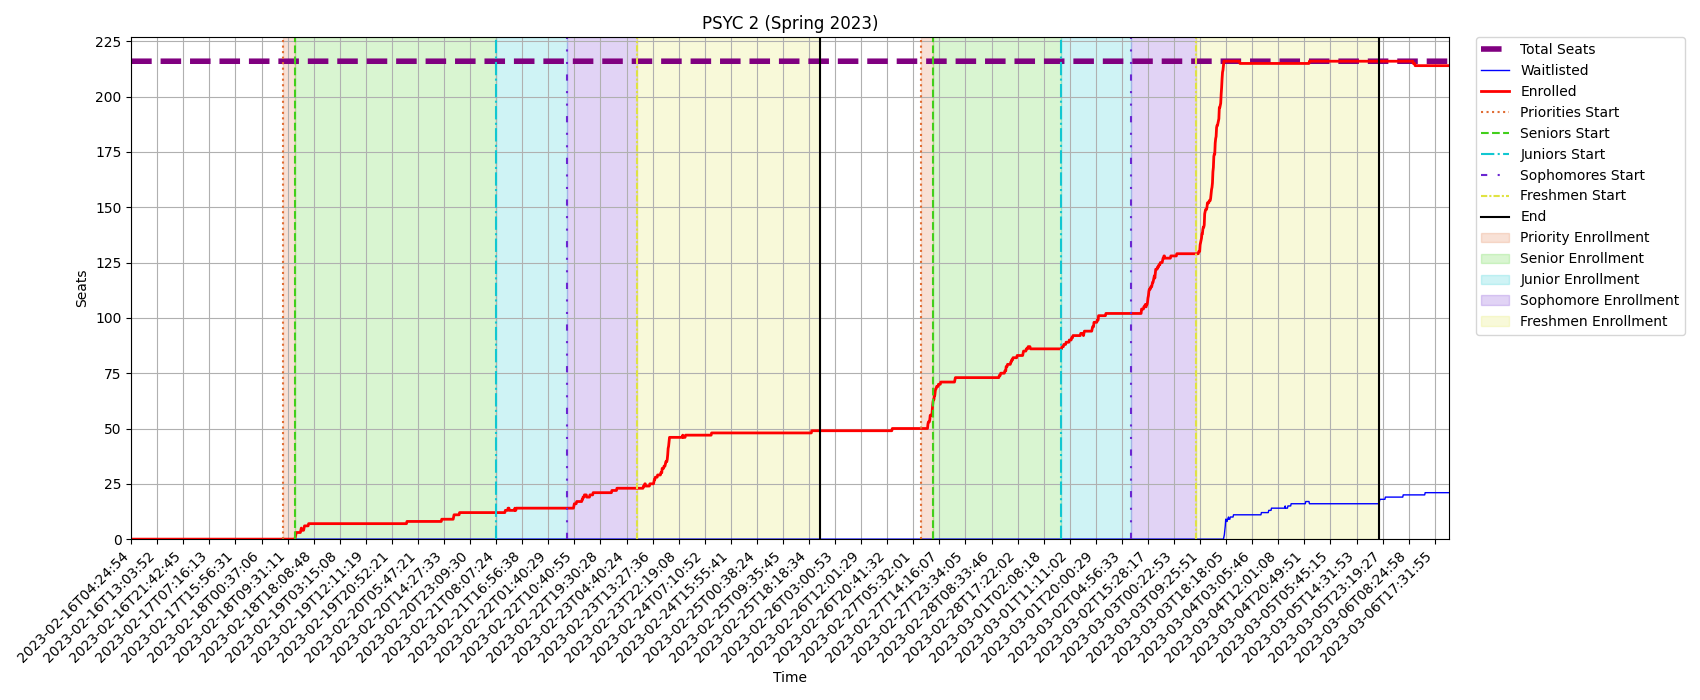 PSYC 2 (Spring 2023)
225
200
175
150
125
100
75
50
25
0
Seats
2023-02-16T04:24:54
2023-02-16T13:03:52
2023-02-16T21:42:45
2023-02-17T07:16:13
2023-02-17T15:56:31
2023-02-18T00:37:06
2023-02-18T09:31:11
2023-02-18T18:08:48
2023-02-19T03:15:08
2023-02-19T12:11:19
2023-02-19T20:52:21
2023-02-20T05:47:21
2023-02-20T14:27:33
2023-02-20T23:09:30
2023-02-21T08:07:24
2023-02-21T16:56:38
2023-02-22T01:40:29
2023-02-22T10:40:55
2023-02-22T19:30:28
2023-02-23T04:40:24
2023-02-23T13:27:36
2023-02-23T22:19:08
2023-02-24T07:10:52
2023-02-24T15:55:41
2023-02-25T00:38:24
2023-02-25T09:35:45
2023-02-25T18:18:34
2023-02-26T03:00:53
2023-02-26T12:01:29
2023-02-26T20:41:32
2023-02-27T05:32:01
2023-02-27T14:16:07
2023-02-27T23:34:05
2023-02-28T08:33:46
2023-02-28T17:22:02
2023-03-01T02:08:19
2023-03-01T11:11:02
2023-03-01T20:00:29
2023-03-02T04:56:33
2023-03-02T15:28:17
2023-03-03T00:22:53
2023-03-03T09:25:51
2023-03-03T18:18:05
2023-03-04T03:05:46
2023-03-04T12:01:08
2023-03-04T20:49:51
2023-03-05T05:45:15
2023-03-05T14:31:53
2023-03-05T23:19:27
2023-03-06T08:24:58
2023-03-06T17:31:55
Time
Total Seats
Waitlisted
Enrolled
Priorities Start
Seniors Start
Juniors Start
Sophomores Start
Freshmen Start
End
Priority Enrollment
Senior Enrollment
Junior Enrollment
Sophomore Enrollment
Freshmen Enrollment